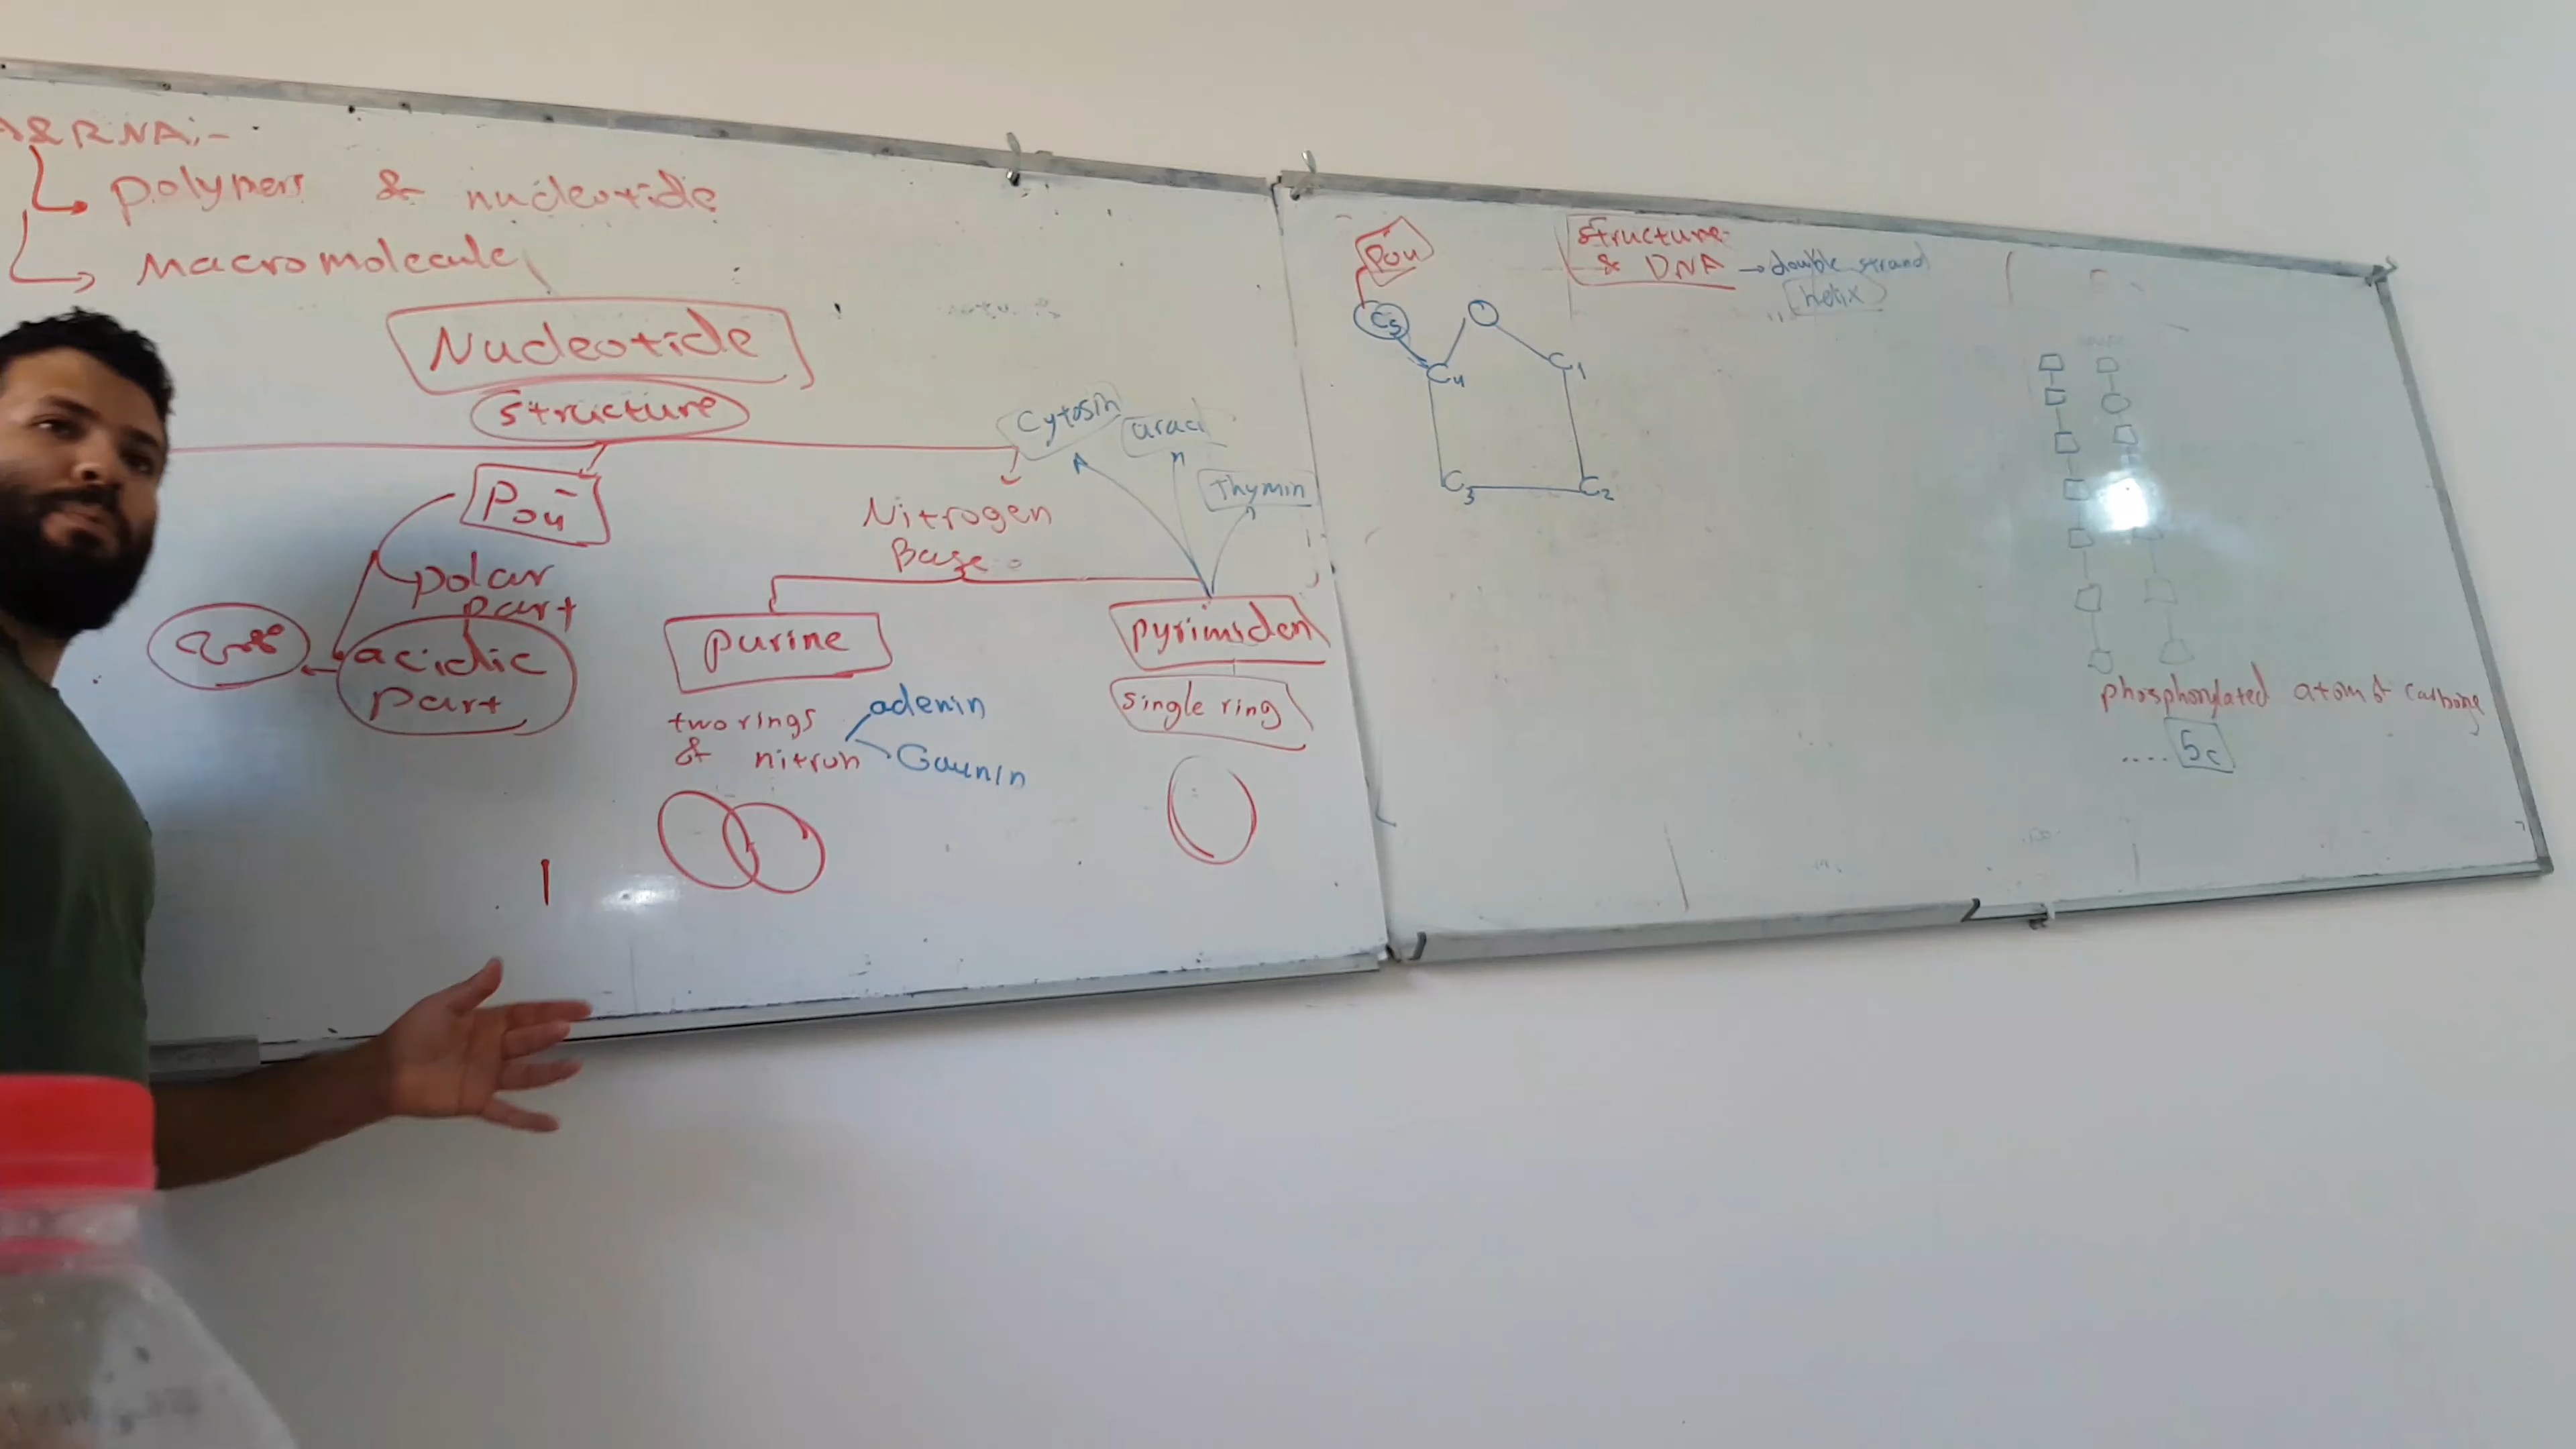 & RNA:-
polymers & nucleotide
Macromolecule
Nucleotide
structure
Po4-
polar
part
acidic
part
Nitrogen
Base
Cytosin
uracil
Thymin
purine
two rings
& nitron
adenin
Gaunin
pyrimiden
single ring
Po4
C5
C4
C1
C3
C2
structure
& DNA → double strand
helix
phosphorylated atom & carbone
.... 5c